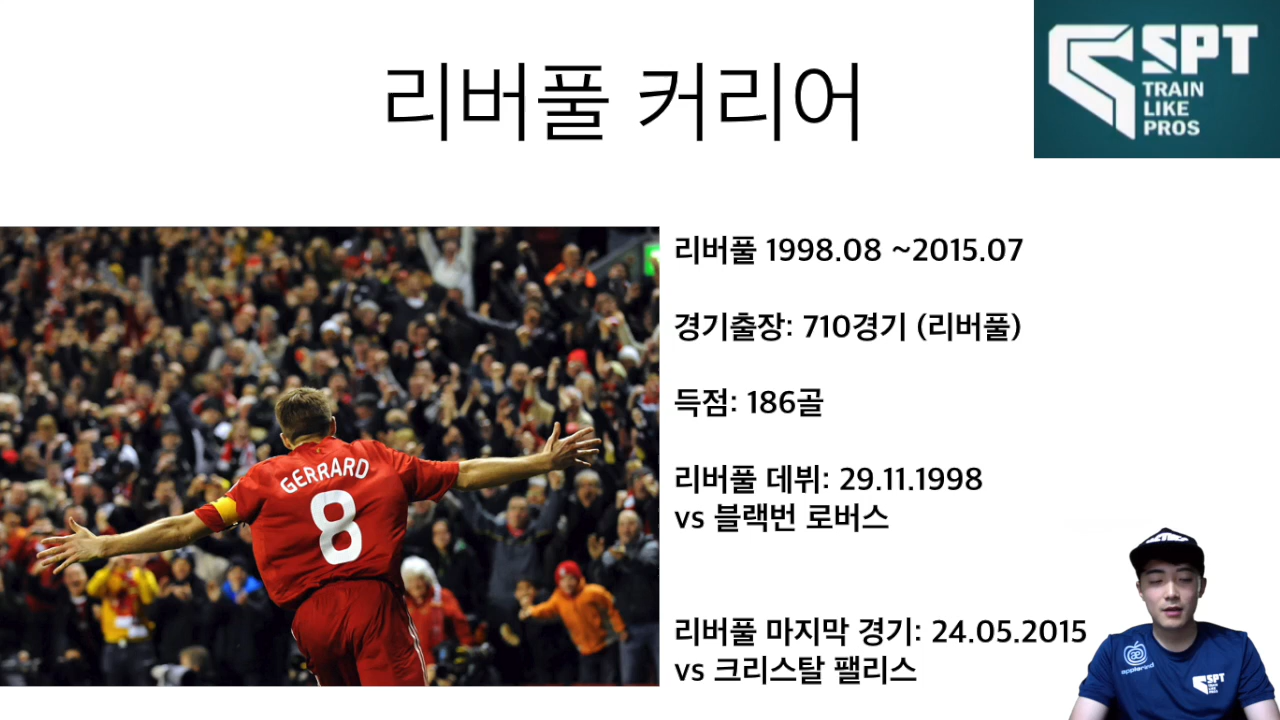 리버풀 커리어
SPT
TRAIN
LIKE
PROS
리버풀 1998.08 ~2015.07
경기출장: 710경기 (리버풀)
득점: 186골
리버풀 데뷔: 29.11.1998
vs 블랙번 로버스
리버풀 마지막 경기: 24.05.2015
vs 크리스탈 팰리스
GERRARD
8
SPT
TRAIN
LIKE
PROS